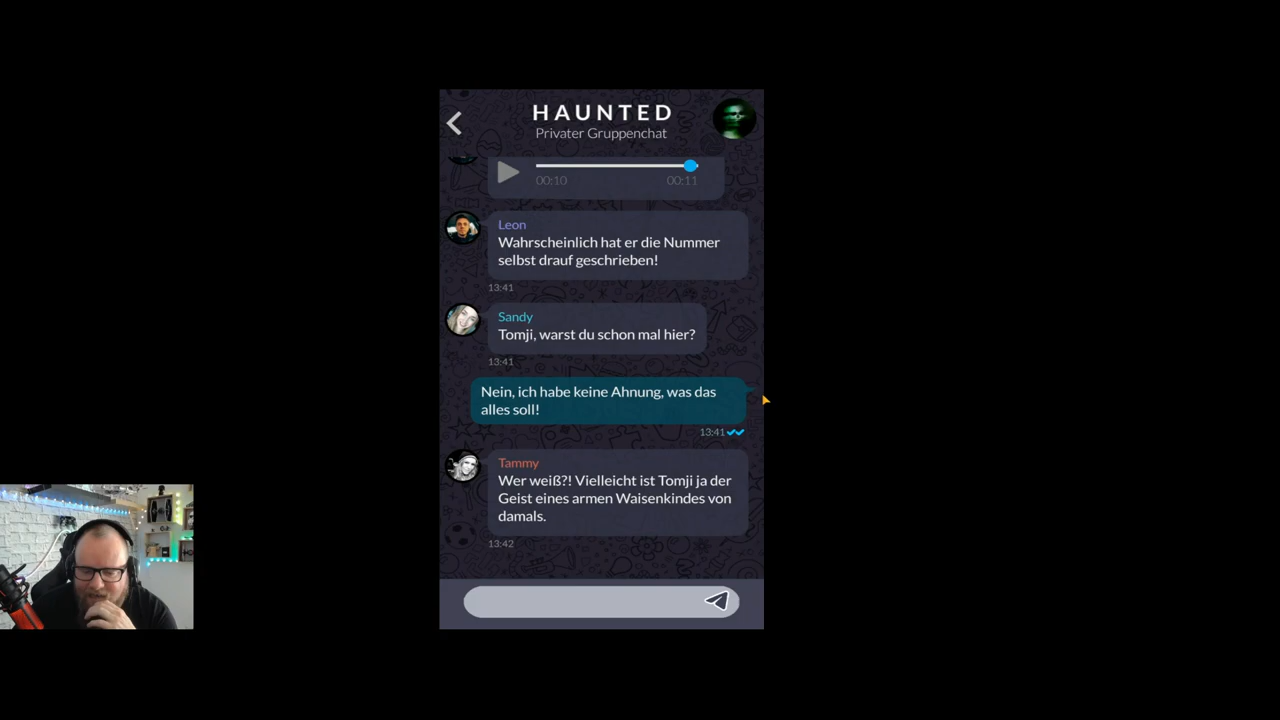 HAUNTED
Privater Gruppenchat
00:10
00:11
Leon
Wahrscheinlich hat er die Nummer
selbst drauf geschrieben!
13:41
Sandy
Tomji, warst du schon mal hier?
13:41
Nein, ich habe keine Ahnung, was das
alles soll!
13:41
Tammy
Wer weiß?! Vielleicht ist Tomji ja der
Geist eines armen Waisenkindes von
damals.
13:42